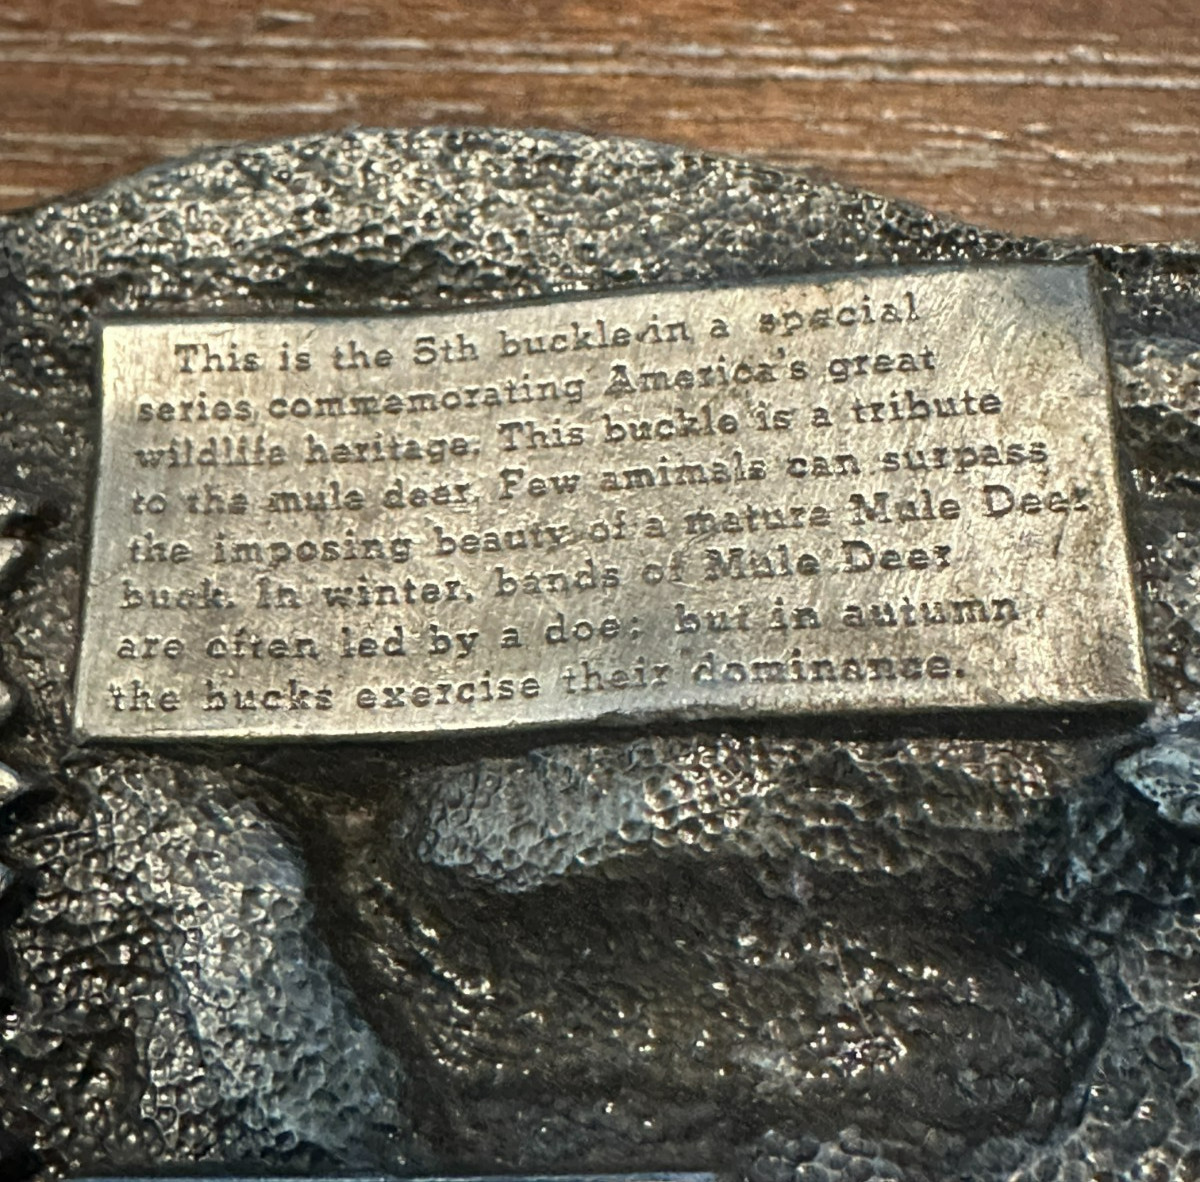 This is the 5th buckle in a special
series commemorating America's great
wildlife heritage. This buckle is a tribute
to the mule deer. Few amimals can surpass
the imposing beauty of a mature Mule Deer
buck. In winter, bands of Mule Deer
are often led by a doe; but in autumn,
the bucks exercise their dominance.